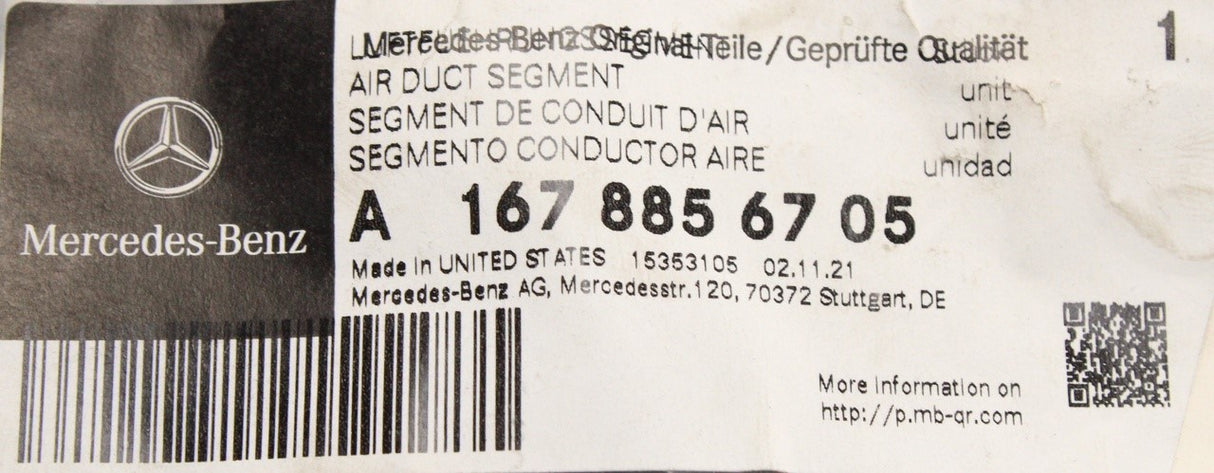 Mercedes-Benz
Mercedes-Benz Original-Teile/Geprüfte Qualität
1
AIR DUCT SEGMENT unit
SEGMENT DE CONDUIT D'AIR unité
SEGMENTO CONDUCTOR AIRE unidad
A 167 885 67 05
Made in UNITED STATES 15353105 02.11.21
Mercedes-Benz AG, Mercedesstr.120, 70372 Stuttgart, DE
More information on
http://p.mb-qr.com